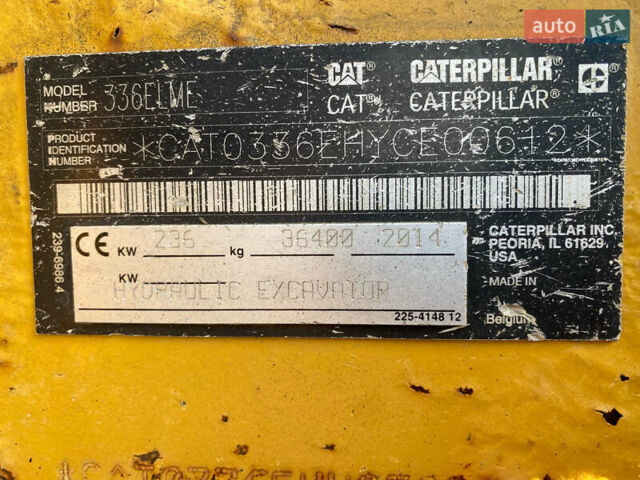 auto RIA
MODEL NUMBER 336ELME
CAT® CATERPILLAR®
CAT® CATERPILLAR®
PRODUCT IDENTIFICATION NUMBER *CAT0336EHYCE00612*
CE KW 236 kg 36400 2014
KW
HYDRAULIC EXCAVATOR
225-4148 12
239-6986 4
CATERPILLAR INC.
PEORIA, IL 61629
USA
MADE IN
Belgium